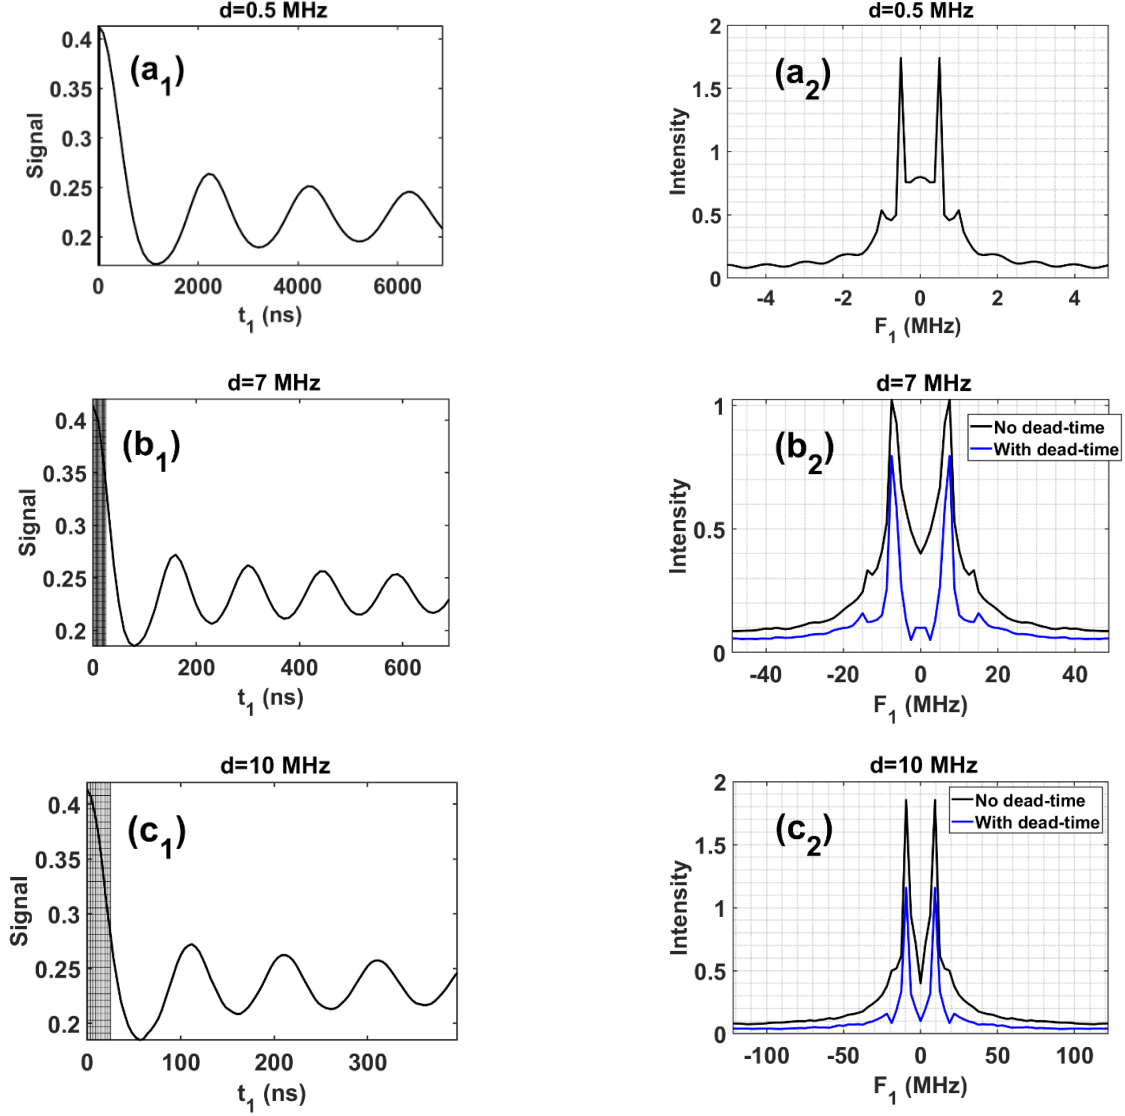 d=0.5 MHz
(a1)
Signal
0.4
0.35
0.3
0.25
0.2
0 2000 4000 6000
t1 (ns)
d=0.5 MHz
(a2)
Intensity
2
1.5
1
0.5
0
-4 -2 0 2 4
F1 (MHz)
d=7 MHz
(b1)
Signal
0.4
0.35
0.3
0.25
0.2
0 200 400 600
t1 (ns)
d=7 MHz
(b2)
No dead-time
With dead-time
Intensity
1
0.5
0
-40 -20 0 20 40
F1 (MHz)
d=10 MHz
(c1)
Signal
0.4
0.35
0.3
0.25
0.2
0 100 200 300
t1 (ns)
d=10 MHz
(c2)
No dead-time
With dead-time
Intensity
2
1.5
1
0.5
0
-100 -50 0 50 100
F1 (MHz)